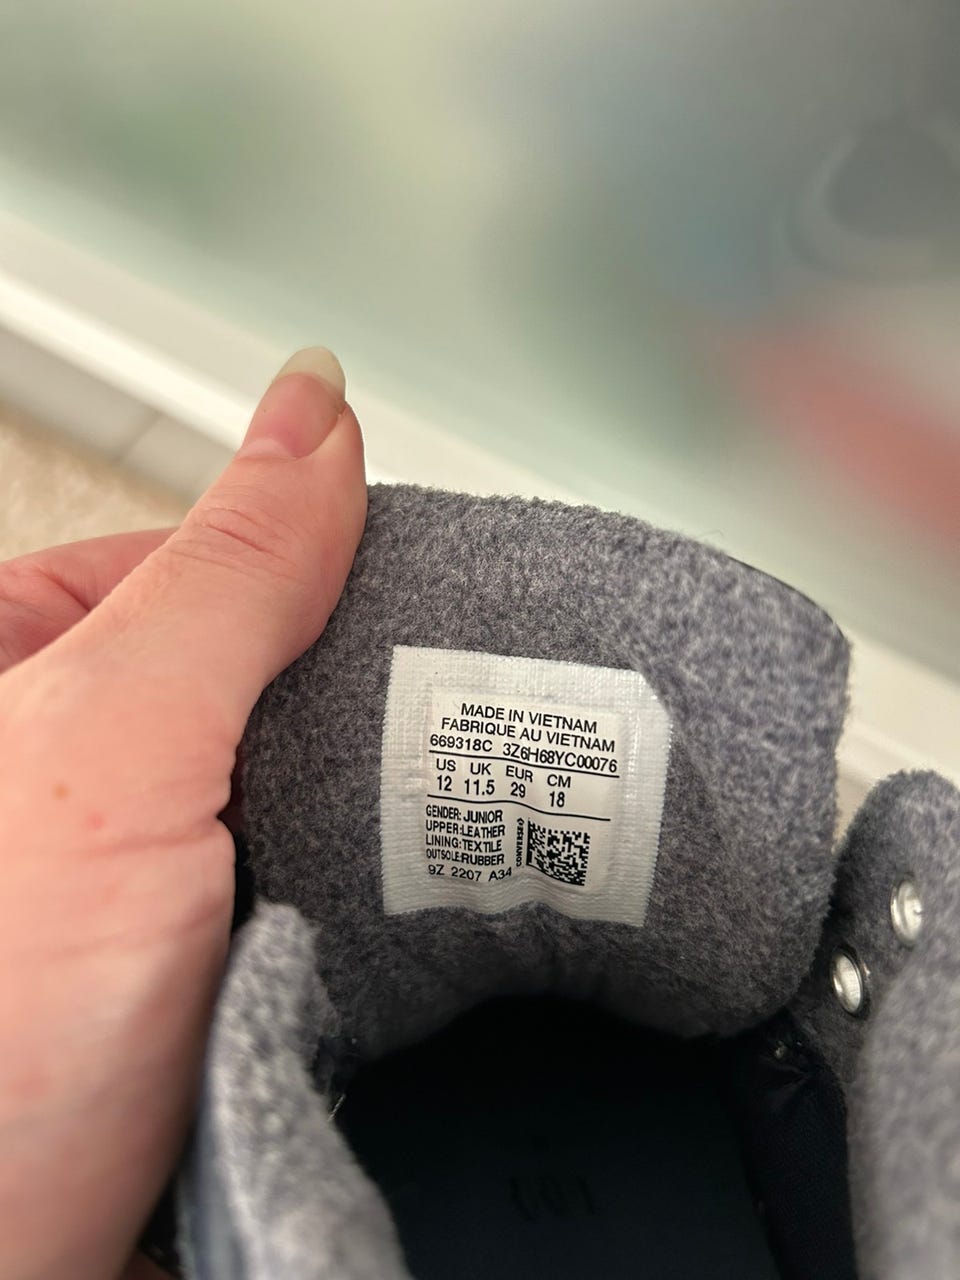 MADE IN VIETNAM
FABRIQUE AU VIETNAM
669318C 3Z6H68YC00076
US UK EUR CM
12 11.5 29 18
GENDER: JUNIOR
UPPER:LEATHER
LINING:TEXTILE
OUTSOLE:RUBBER
CONVERSE
9Z 2207 A34